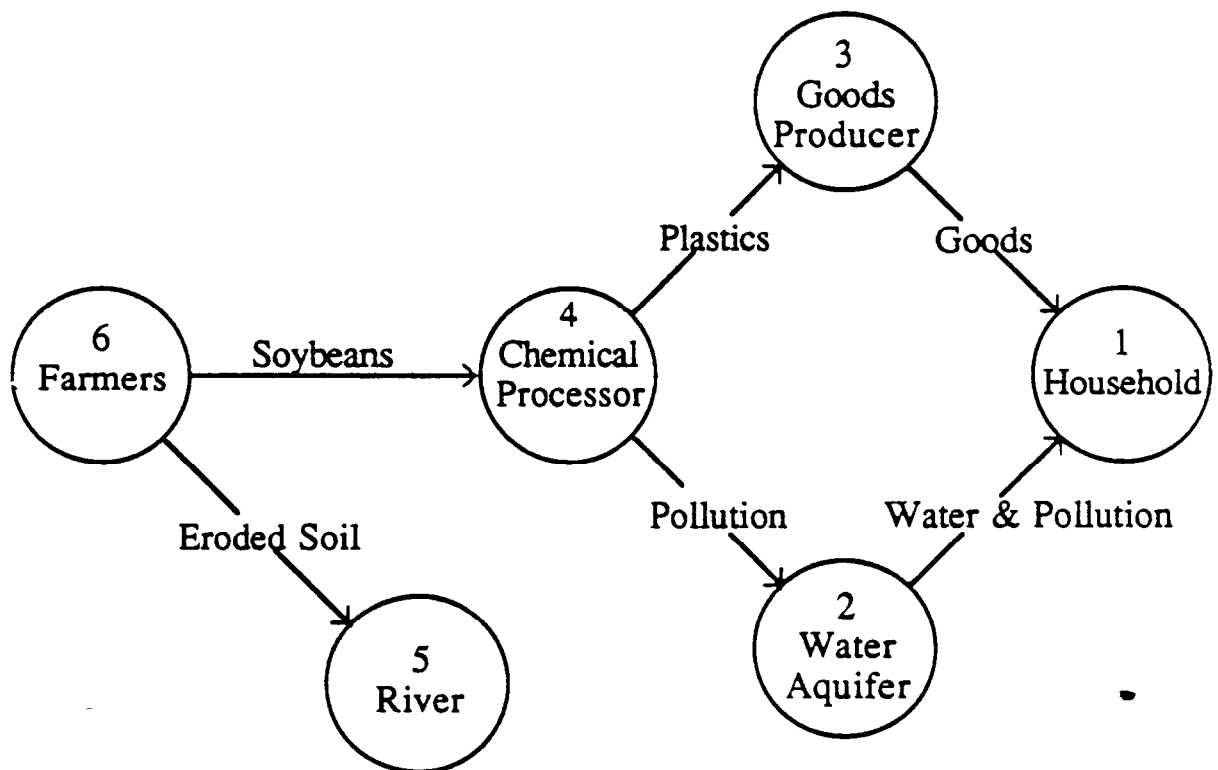 3
Goods
Producer
Plastics
Goods
6
Farmers
Soybeans
4
Chemical
Processor
1
Household
Eroded Soil
Pollution
Water & Pollution
5
River
2
Water
Aquifer